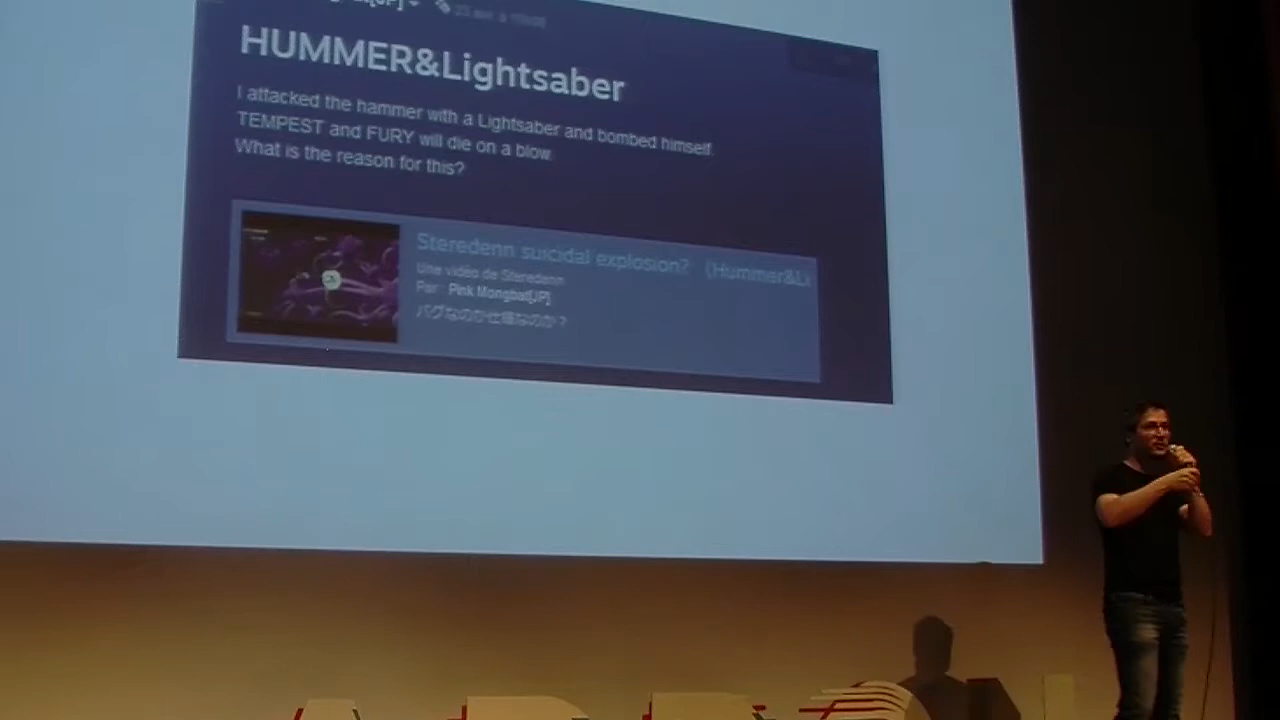 HUMMER&Lightsaber
I attacked the hammer with a Lightsaber and bombed himself.
TEMPEST and FURY will die on a blow.
What is the reason for this?
Steredenn suicidal explosion? (Hummer&Li
Une vidéo de Steredenn
Par : Pink Mongbat[JP]
バグなのか仕様なのか？